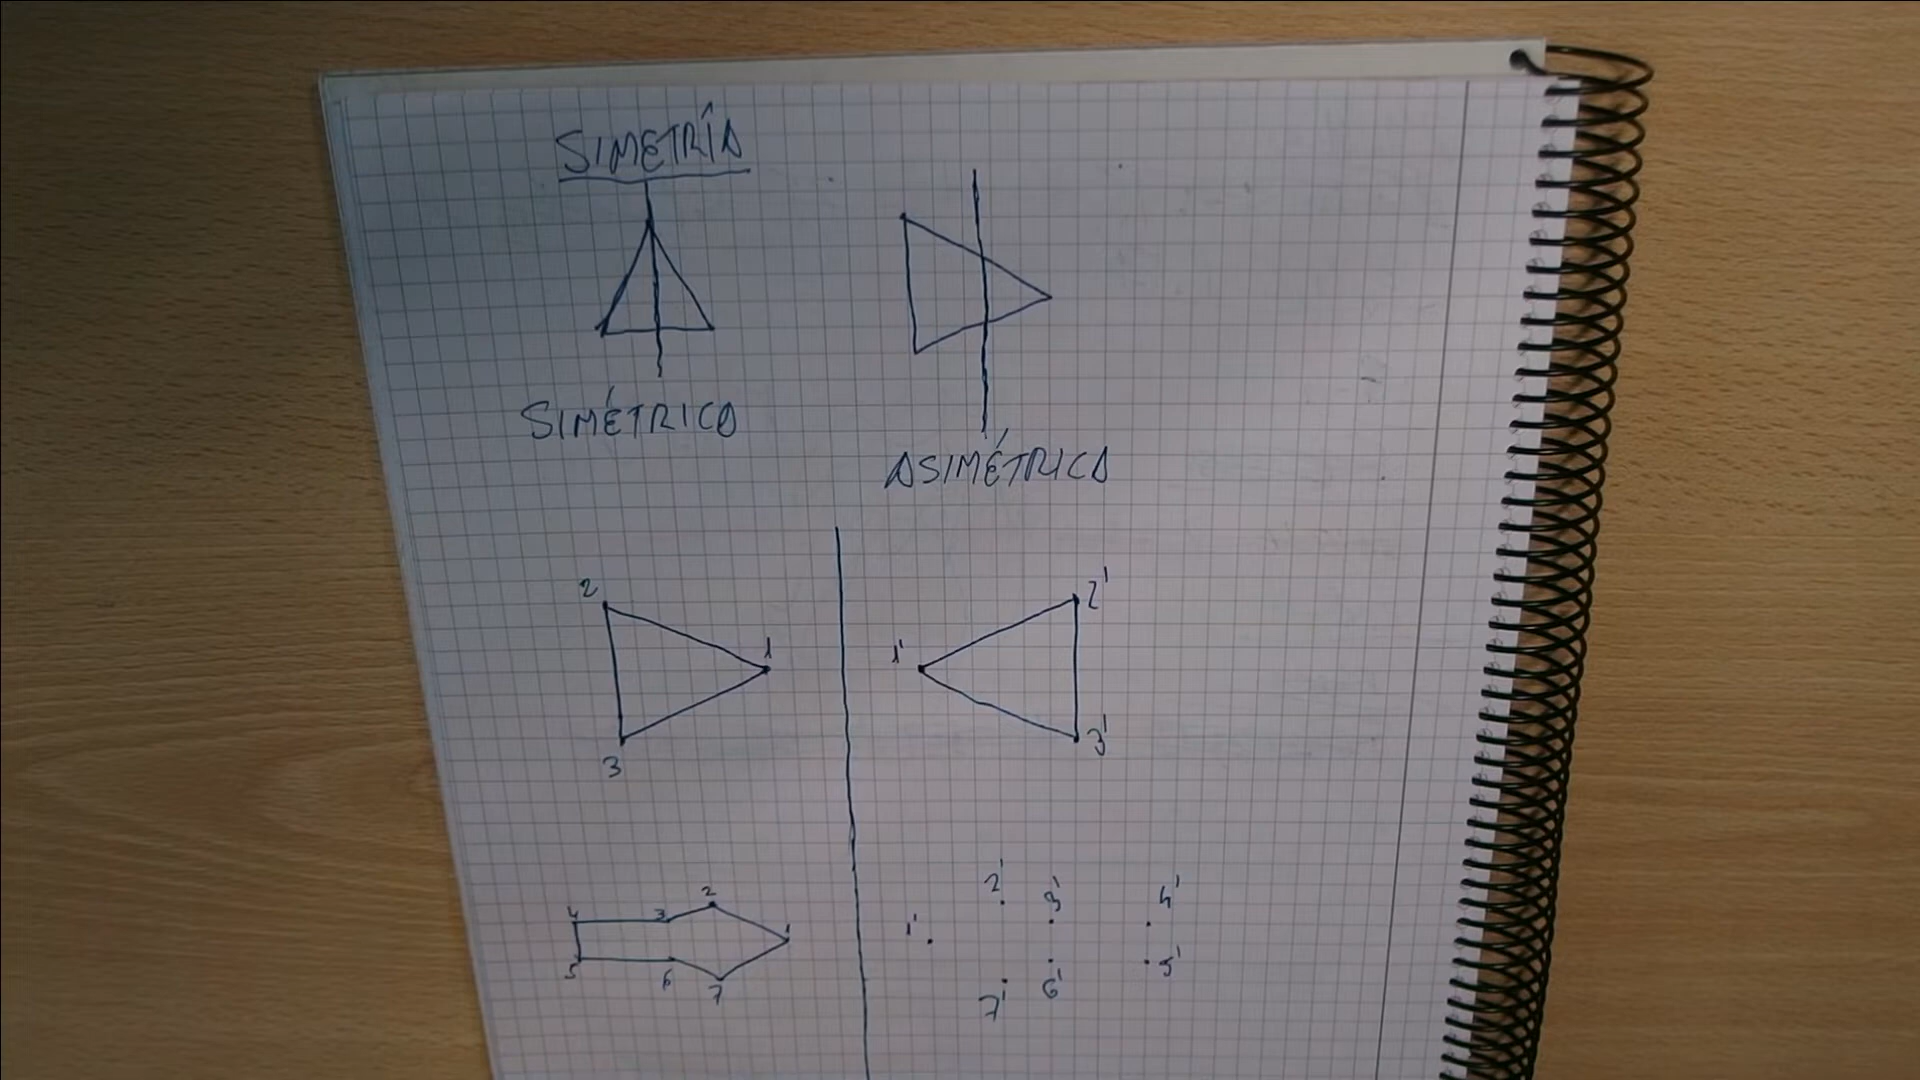 SIMETRÍA
SIMÉTRICO
ASIMÉTRICA
2 2'
1 1'
3 3'
2 2' 3' 4'
4 3 1 1'
5 6 7 7' 6' 5'